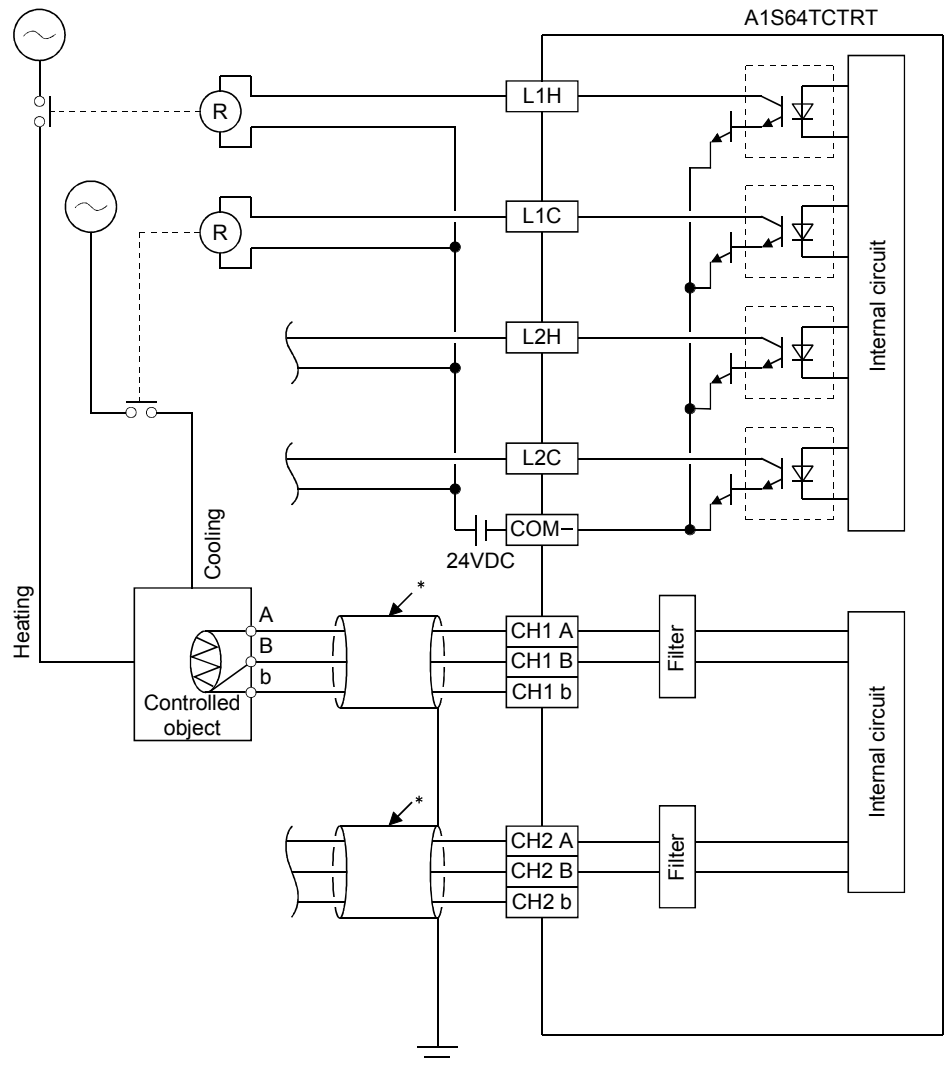 A1S64TCTRT
L1H
R
L1C
R
Internal circuit
L2H
L2C
COM−
24VDC
Cooling
Heating
*
A
B
b
Controlled
object
CH1 A
CH1 B
CH1 b
Filter
Internal circuit
*
CH2 A
CH2 B
CH2 b
Filter